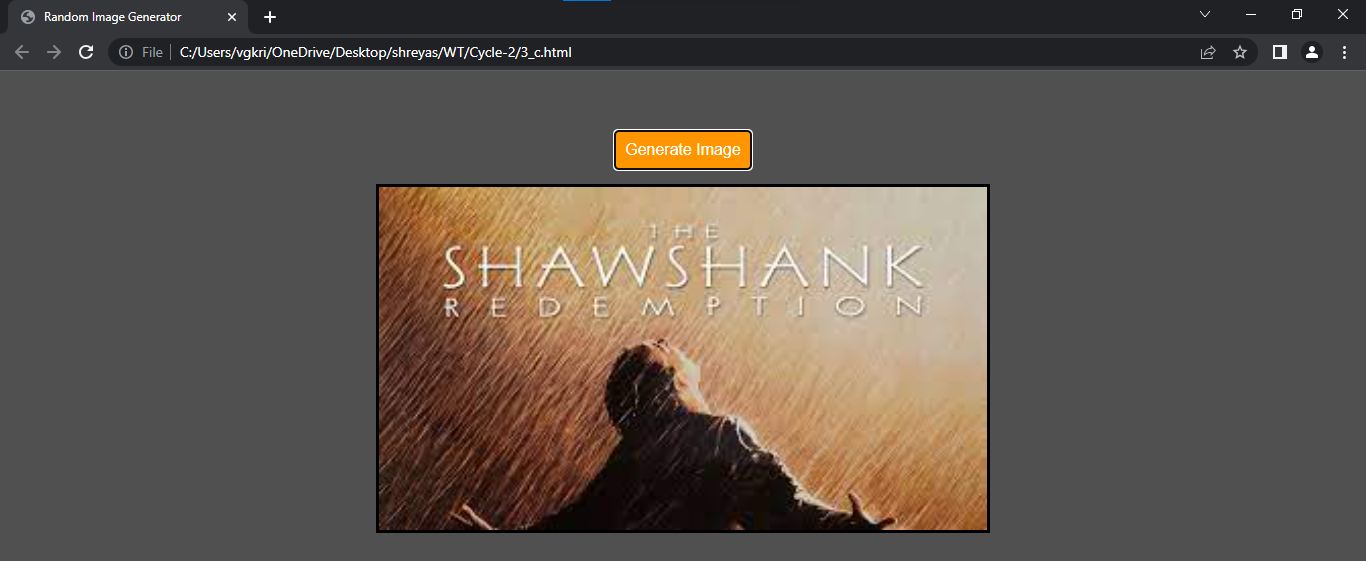 Random Image Generator
File C:/Users/vgkri/OneDrive/Desktop/shreyas/WT/Cycle-2/3_c.html
Generate Image
THE
SHAWSHANK
REDEMPTION